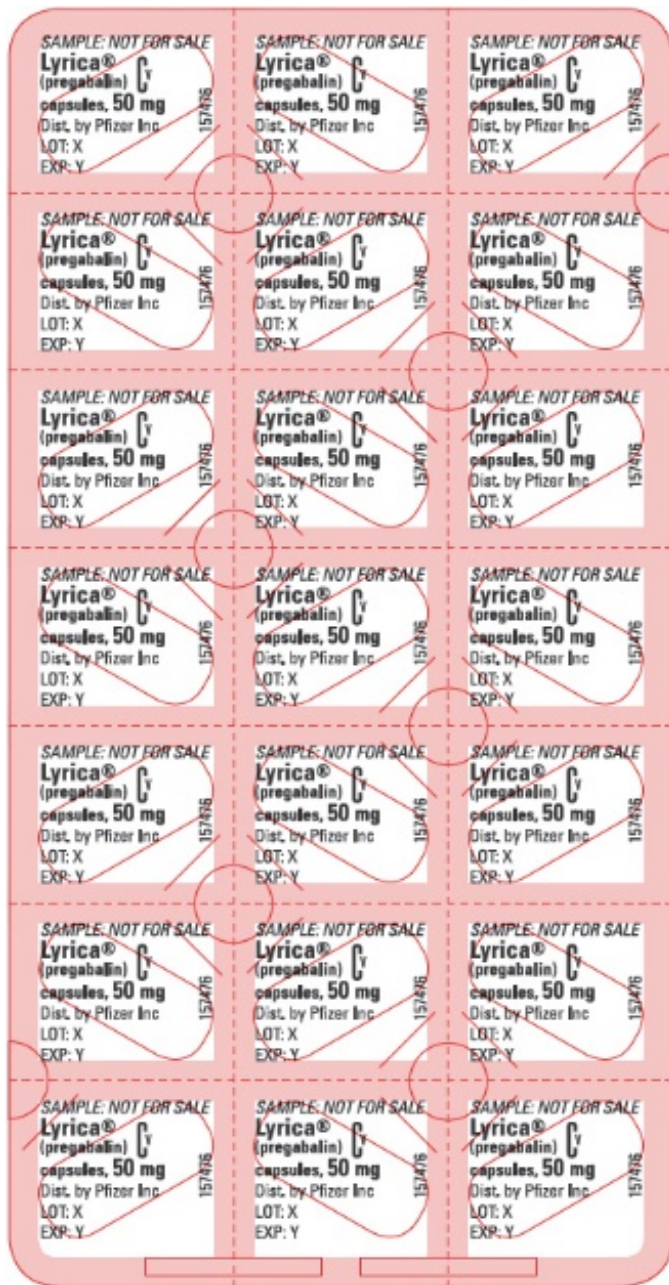 SAMPLE: NOT FOR SALE
Lyrica® CV
(pregabalin)
capsules, 50 mg
Dist. by Pfizer Inc
LOT: X
EXP: Y
157476
SAMPLE: NOT FOR SALE
Lyrica® CV
(pregabalin)
capsules, 50 mg
Dist. by Pfizer Inc
LOT: X
EXP: Y
157476
SAMPLE: NOT FOR SALE
Lyrica® CV
(pregabalin)
capsules, 50 mg
Dist. by Pfizer Inc
LOT: X
EXP: Y
157476
SAMPLE: NOT FOR SALE
Lyrica® CV
(pregabalin)
capsules, 50 mg
Dist. by Pfizer Inc
LOT: X
EXP: Y
157476
SAMPLE: NOT FOR SALE
Lyrica® CV
(pregabalin)
capsules, 50 mg
Dist. by Pfizer Inc
LOT: X
EXP: Y
157476
SAMPLE: NOT FOR SALE
Lyrica® CV
(pregabalin)
capsules, 50 mg
Dist. by Pfizer Inc
LOT: X
EXP: Y
157476
SAMPLE: NOT FOR SALE
Lyrica® CV
(pregabalin)
capsules, 50 mg
Dist. by Pfizer Inc
LOT: X
EXP: Y
157476
SAMPLE: NOT FOR SALE
Lyrica® CV
(pregabalin)
capsules, 50 mg
Dist. by Pfizer Inc
LOT: X
EXP: Y
157476
SAMPLE: NOT FOR SALE
Lyrica® CV
(pregabalin)
capsules, 50 mg
Dist. by Pfizer Inc
LOT: X
EXP: Y
157476
SAMPLE: NOT FOR SALE
Lyrica® CV
(pregabalin)
capsules, 50 mg
Dist. by Pfizer Inc
LOT: X
EXP: Y
157476
SAMPLE: NOT FOR SALE
Lyrica® CV
(pregabalin)
capsules, 50 mg
Dist. by Pfizer Inc
LOT: X
EXP: Y
157476
SAMPLE: NOT FOR SALE
Lyrica® CV
(pregabalin)
capsules, 50 mg
Dist. by Pfizer Inc
LOT: X
EXP: Y
157476
SAMPLE: NOT FOR SALE
Lyrica® CV
(pregabalin)
capsules, 50 mg
Dist. by Pfizer Inc
LOT: X
EXP: Y
157476
SAMPLE: NOT FOR SALE
Lyrica® CV
(pregabalin)
capsules, 50 mg
Dist. by Pfizer Inc
LOT: X
EXP: Y
157476
SAMPLE: NOT FOR SALE
Lyrica® CV
(pregabalin)
capsules, 50 mg
Dist. by Pfizer Inc
LOT: X
EXP: Y
157476
SAMPLE: NOT FOR SALE
Lyrica® CV
(pregabalin)
capsules, 50 mg
Dist. by Pfizer Inc
LOT: X
EXP: Y
157476
SAMPLE: NOT FOR SALE
Lyrica® CV
(pregabalin)
capsules, 50 mg
Dist. by Pfizer Inc
LOT: X
EXP: Y
157476
SAMPLE: NOT FOR SALE
Lyrica® CV
(pregabalin)
capsules, 50 mg
Dist. by Pfizer Inc
LOT: X
EXP: Y
157476
SAMPLE: NOT FOR SALE
Lyrica® CV
(pregabalin)
capsules, 50 mg
Dist. by Pfizer Inc
LOT: X
EXP: Y
157476
SAMPLE: NOT FOR SALE
Lyrica® CV
(pregabalin)
capsules, 50 mg
Dist. by Pfizer Inc
LOT: X
EXP: Y
157476
SAMPLE: NOT FOR SALE
Lyrica® CV
(pregabalin)
capsules, 50 mg
Dist. by Pfizer Inc
LOT: X
EXP: Y
157476